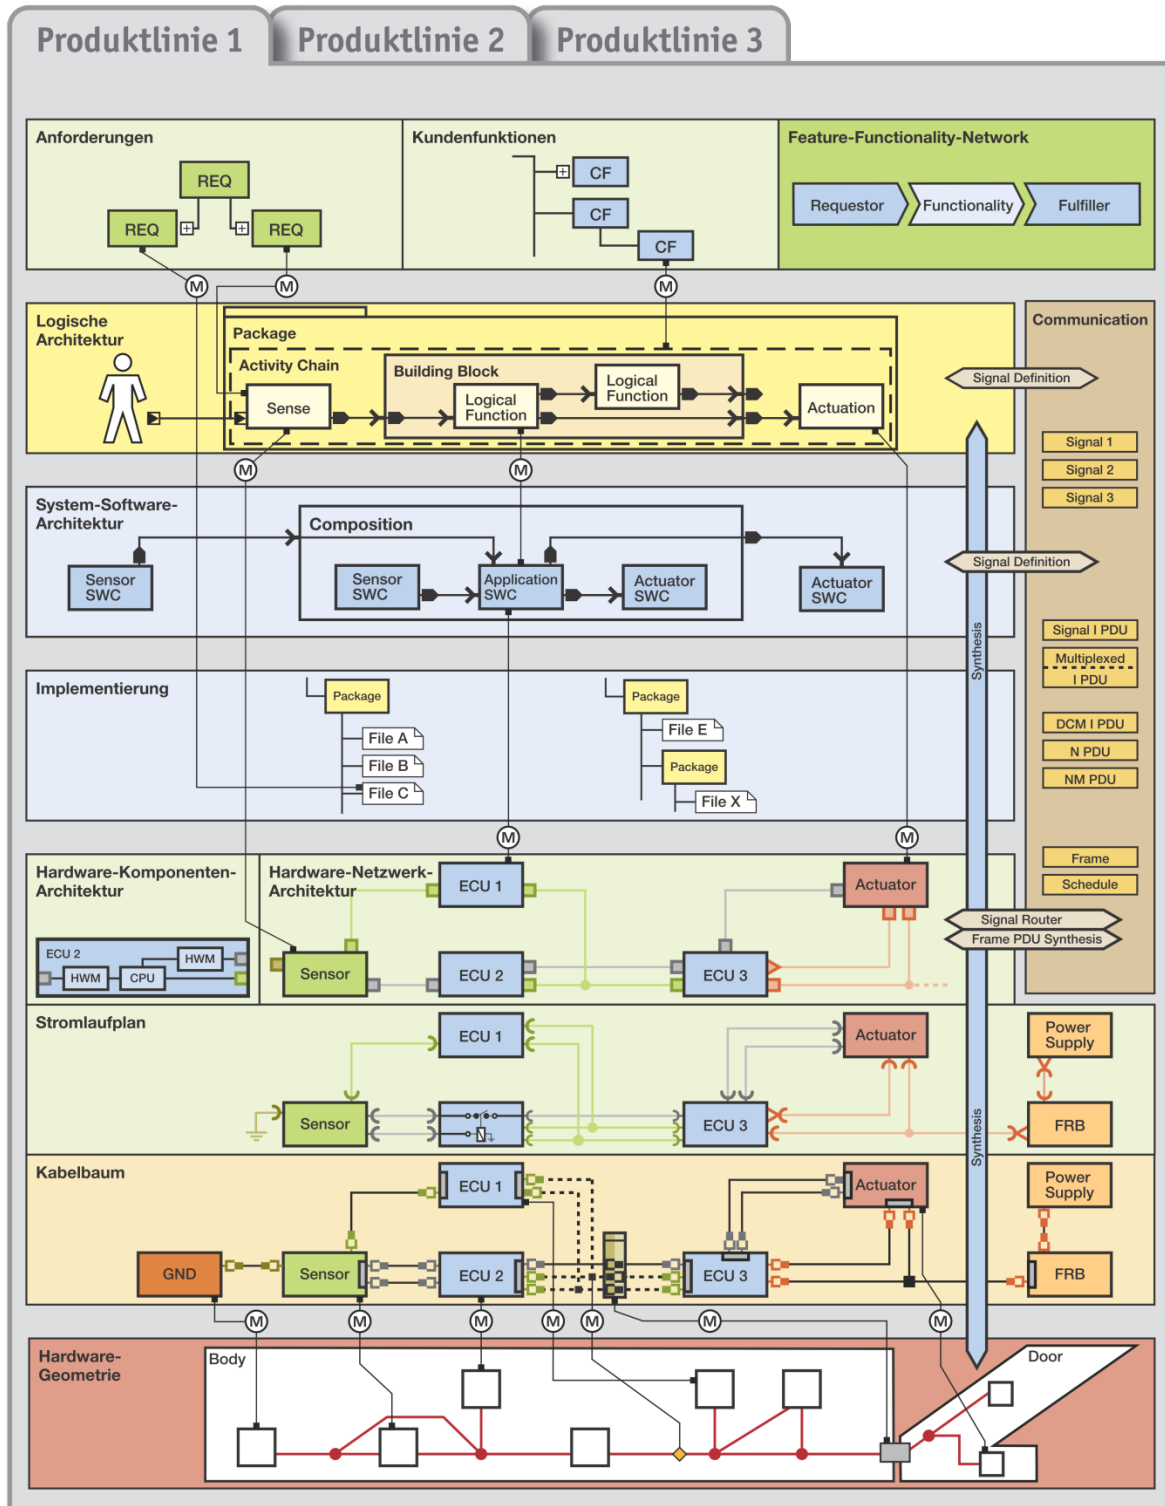 Produktlinie 1
Produktlinie 2
Produktlinie 3
Anforderungen
REQ
REQ
REQ
Kundenfunktionen
CF
CF
CF
Feature-Functionality-Network
Requestor
Functionality
Fulfiller
M
M
M
Logische
Architektur
Package
Activity Chain
Sense
Building Block
Logical
Function
Logical
Function
Actuation
Communication
Signal Definition
Signal 1
Signal 2
Signal 3
M
M
M
System-Software-
Architektur
Composition
Sensor
SWC
Sensor
SWC
Application
SWC
Actuator
SWC
Actuator
SWC
Signal Definition
Synthesis
Signal I PDU
Multiplexed
I PDU
DCM I PDU
N PDU
NM PDU
Implementierung
Package
File A
File B
File C
Package
File E
Package
File X
M
M
Hardware-Komponenten-
Architektur
ECU 2
HWM
CPU
HWM
Hardware-Netzwerk-
Architektur
ECU 1
Actuator
Sensor
ECU 2
ECU 3
Frame
Schedule
Signal Router
Frame PDU Synthesis
Stromlaufplan
ECU 1
Actuator
Power
Supply
Sensor
ECU 3
FRB
Synthesis
Kabelbaum
ECU 1
Actuator
Power
Supply
GND
Sensor
ECU 2
ECU 3
FRB
M
M
M
M
M
M
M
Hardware-
Geometrie
Body
Door